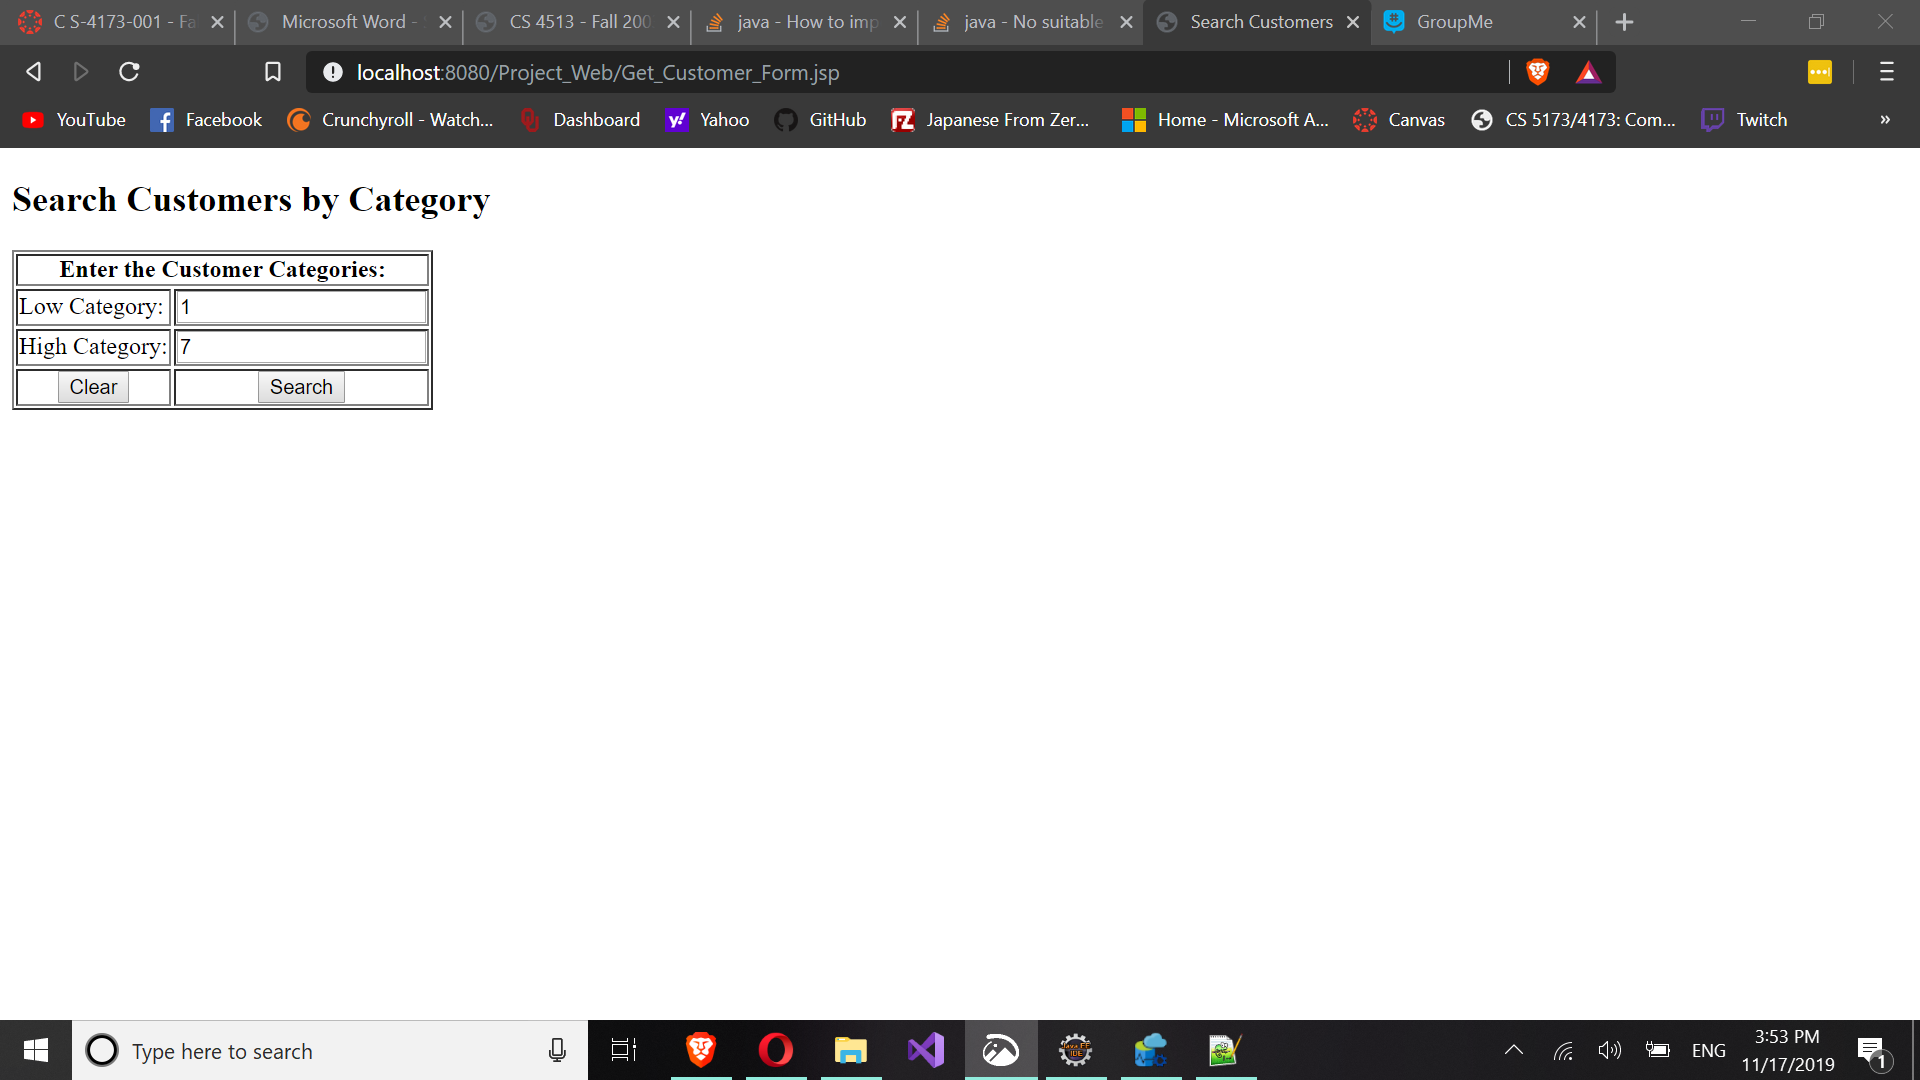 C S-4173-001 - Fa
Microsoft Word -
CS 4513 - Fall 200
java - How to imp
java - No suitable
Search Customers
GroupMe
localhost:8080/Project_Web/Get_Customer_Form.jsp
YouTube
Facebook
Crunchyroll - Watch...
Dashboard
Yahoo
GitHub
Japanese From Zer...
Home - Microsoft A...
Canvas
CS 5173/4173: Com...
Twitch
»
Search Customers by Category
Enter the Customer Categories:
Low Category: 1
High Category: 7
Clear Search
Type here to search
ENG
3:53 PM
11/17/2019
1